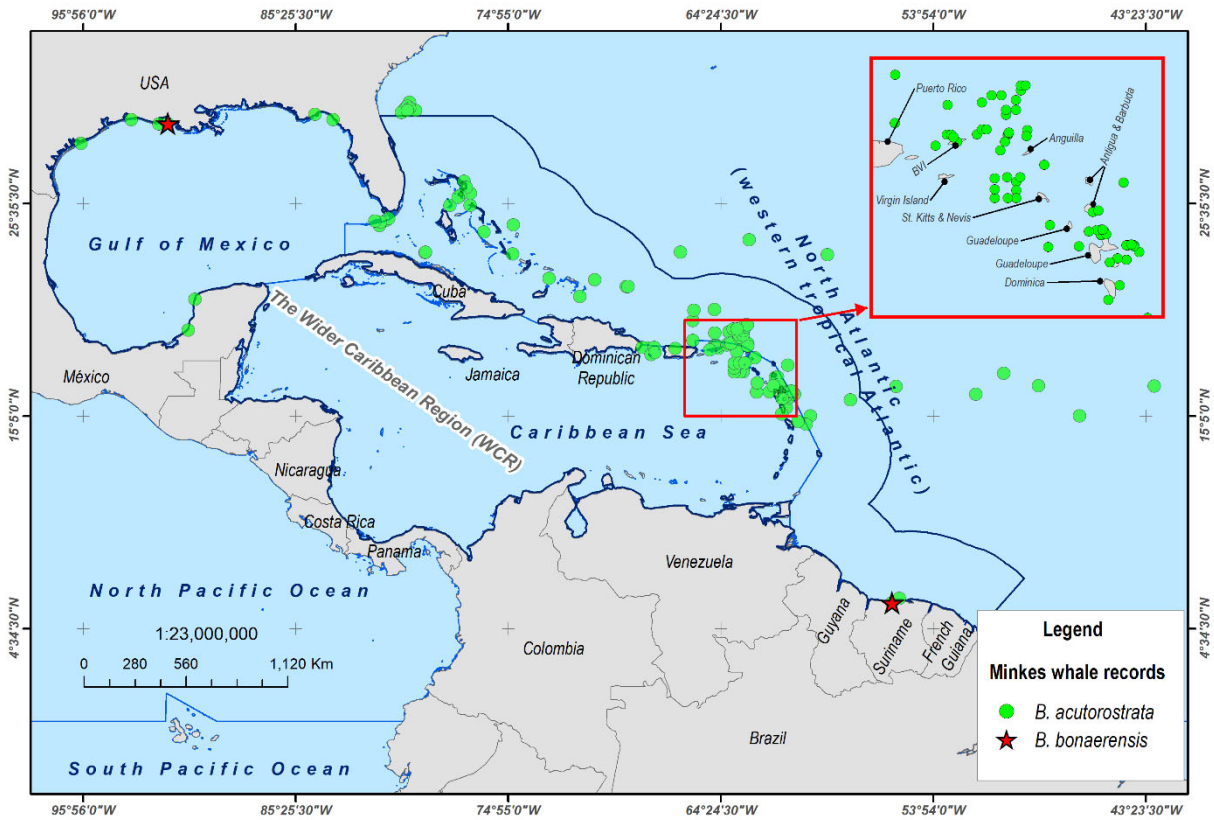 95°56'0"W
85°25'30"W
74°55'0"W
64°24'30"W
53°54'0"W
43°23'30"W
USA
Puerto Rico
Antigua & Barbuda
Anguilla
BVI
Virgin Island
St. Kitts & Nevis
Guadeloupe
Guadeloupe
Dominica
25°35'30"N
25°35'30"N
Gulf of Mexico
North Atlantic
(western tropical Atlantic)
Cuba
The Wider Caribbean Region (WCR)
Dominican
Republic
Jamaica
México
15°5'0"N
15°5'0"N
Caribbean Sea
Nicaragua
Costa Rica
Panama
Venezuela
Guyana
Suriname
French
Guiana
North Pacific Ocean
1:23,000,000
0 280 560 1,120 Km
Colombia
4°34'30"N
4°34'30"N
Legend
Minkes whale records
B. acutorostrata
B. bonaerensis
Brazil
South Pacific Ocean
95°56'0"W
85°25'30"W
74°55'0"W
64°24'30"W
53°54'0"W
43°23'30"W